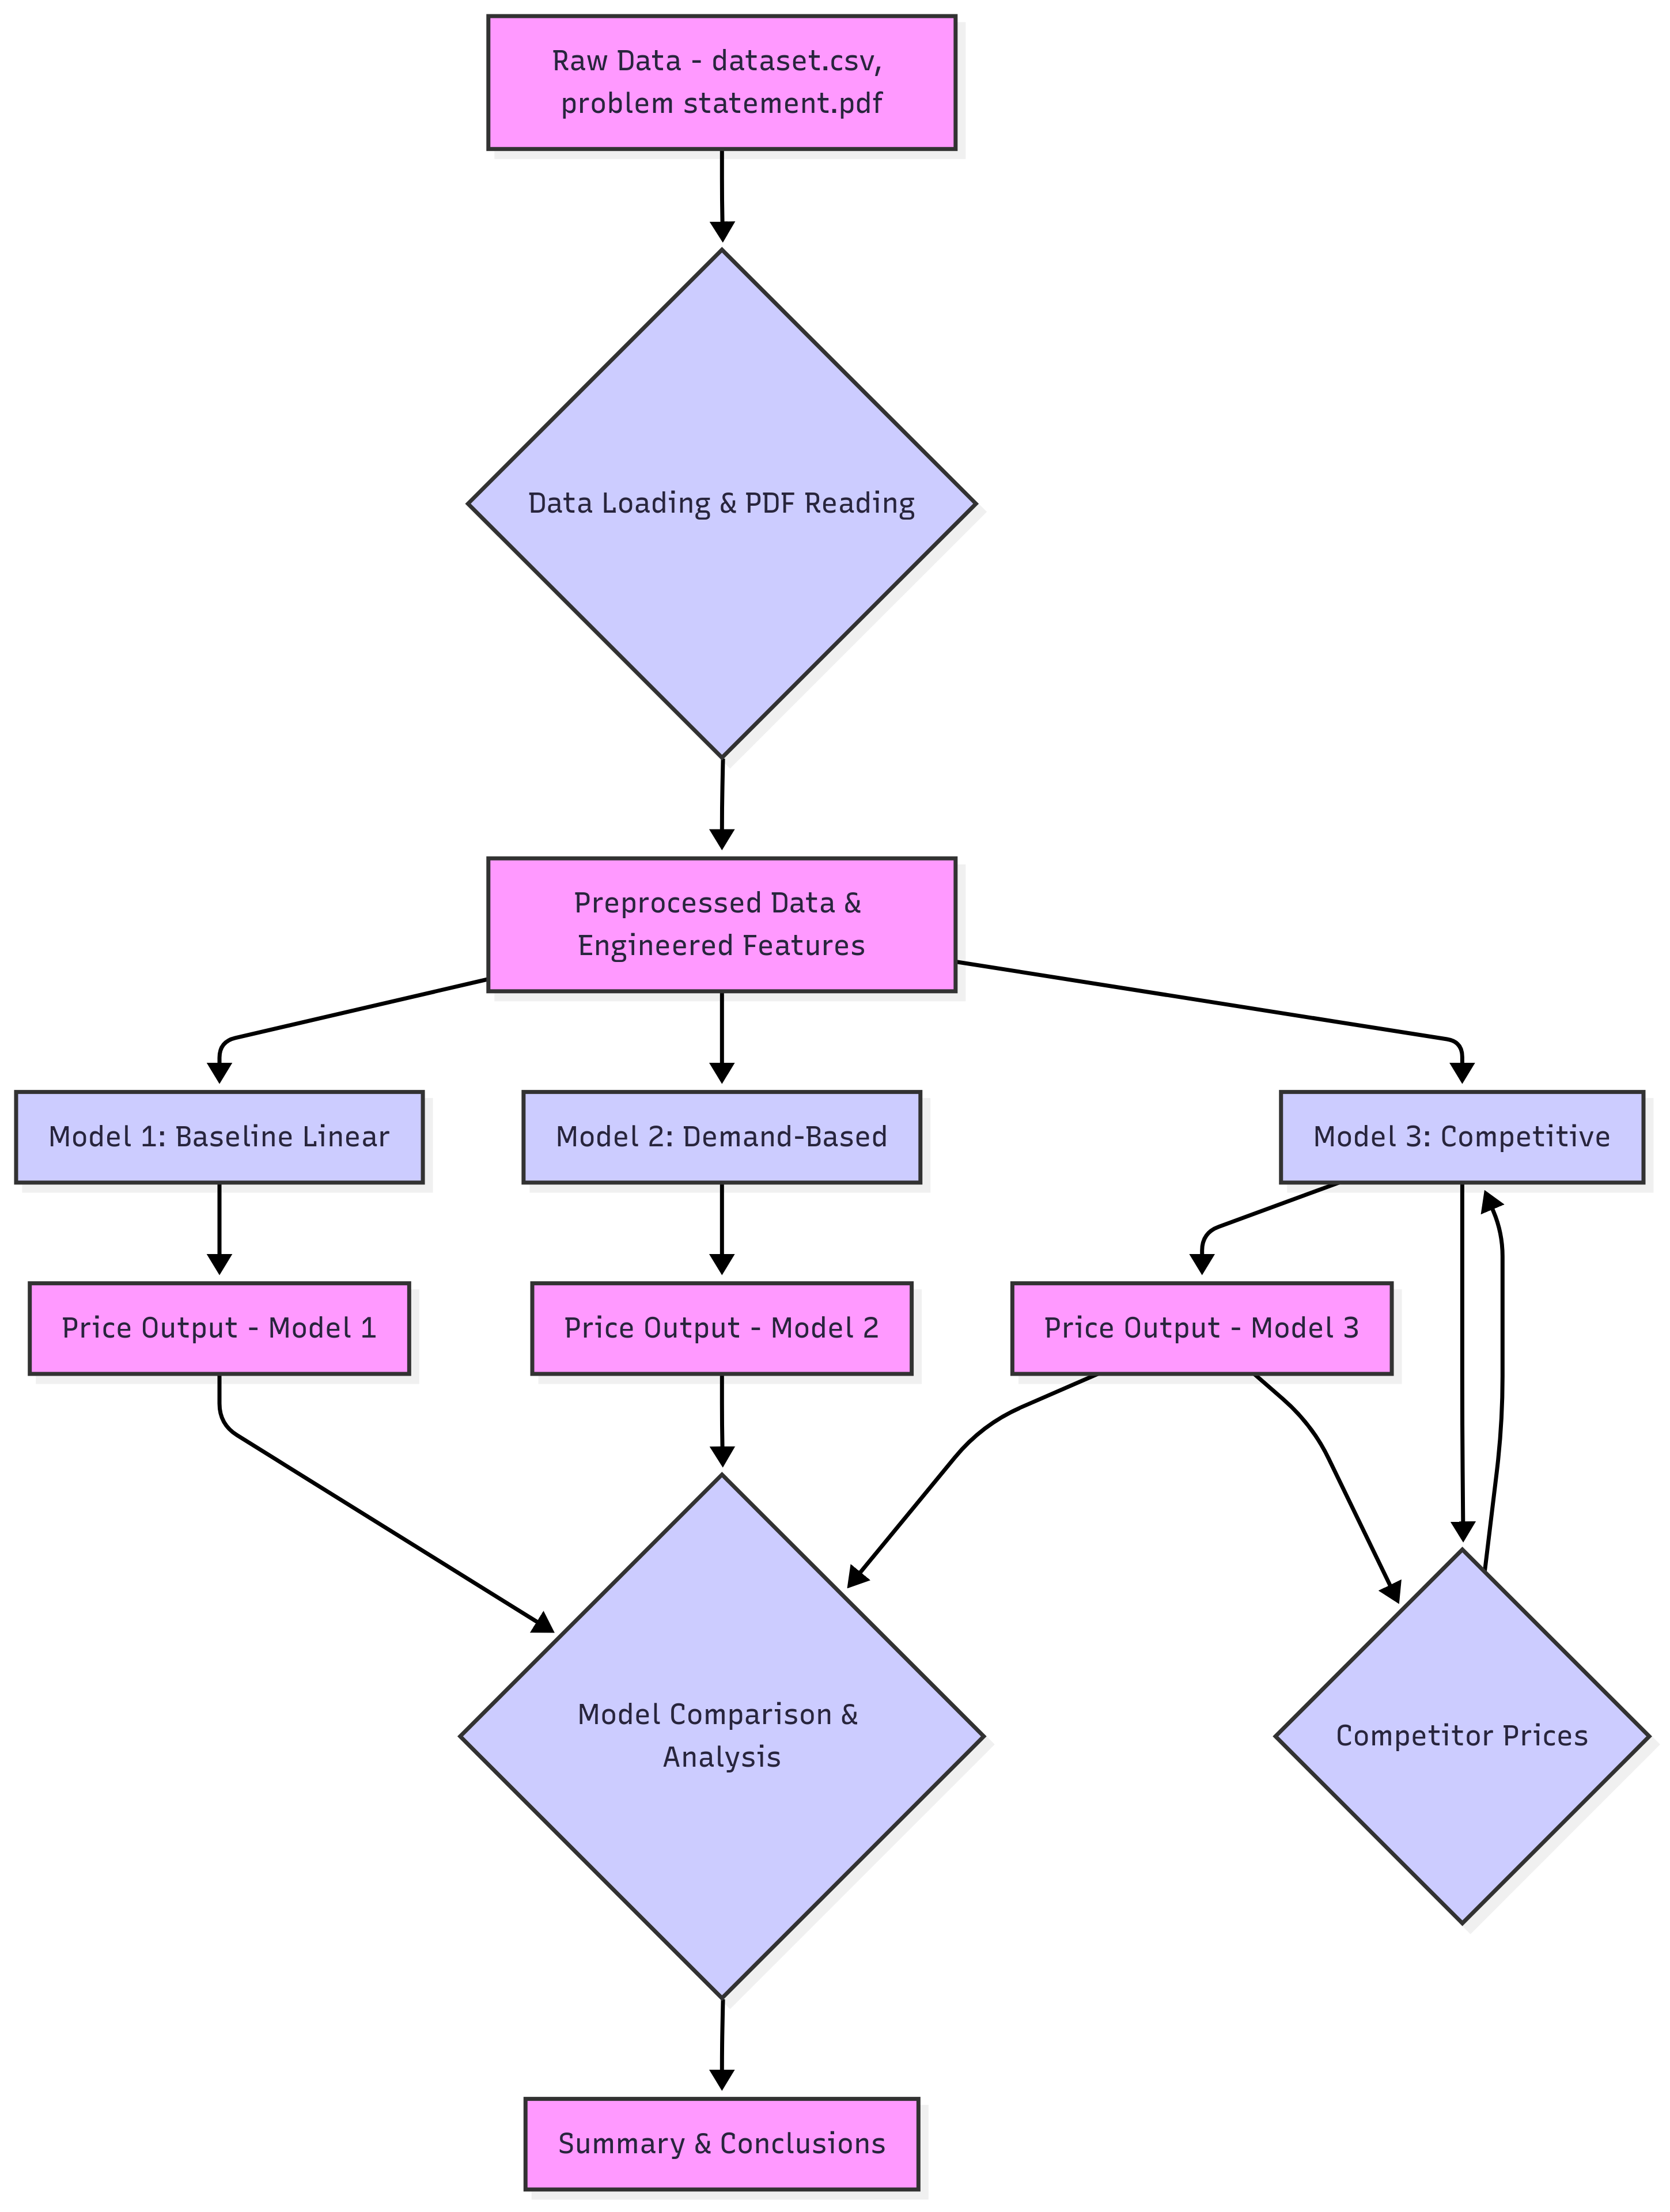 Raw Data - dataset.csv,
problem statement.pdf
Data Loading & PDF Reading
Preprocessed Data &
Engineered Features
Model 1: Baseline Linear
Model 2: Demand-Based
Model 3: Competitive
Price Output - Model 1
Price Output - Model 2
Price Output - Model 3
Model Comparison &
Analysis
Competitor Prices
Summary & Conclusions